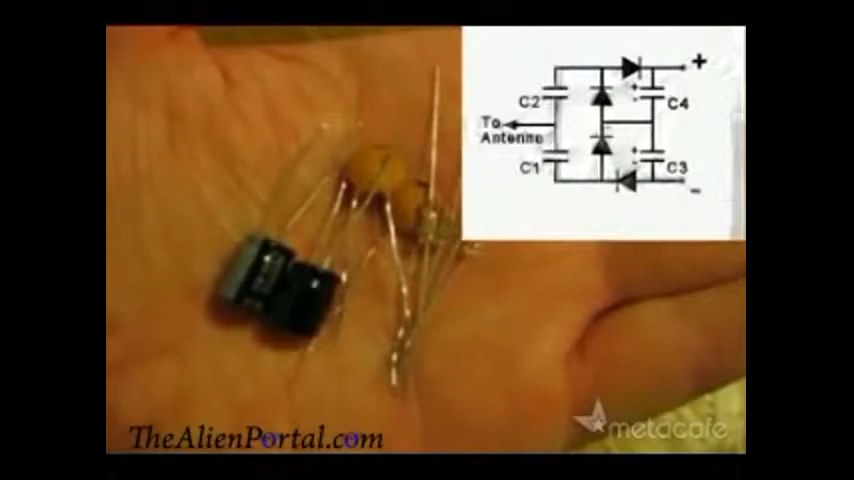 +
C2
C4
To
Antenna
+
-
+
-
C1
C3
-
TheAlienPortal.com
metacafe